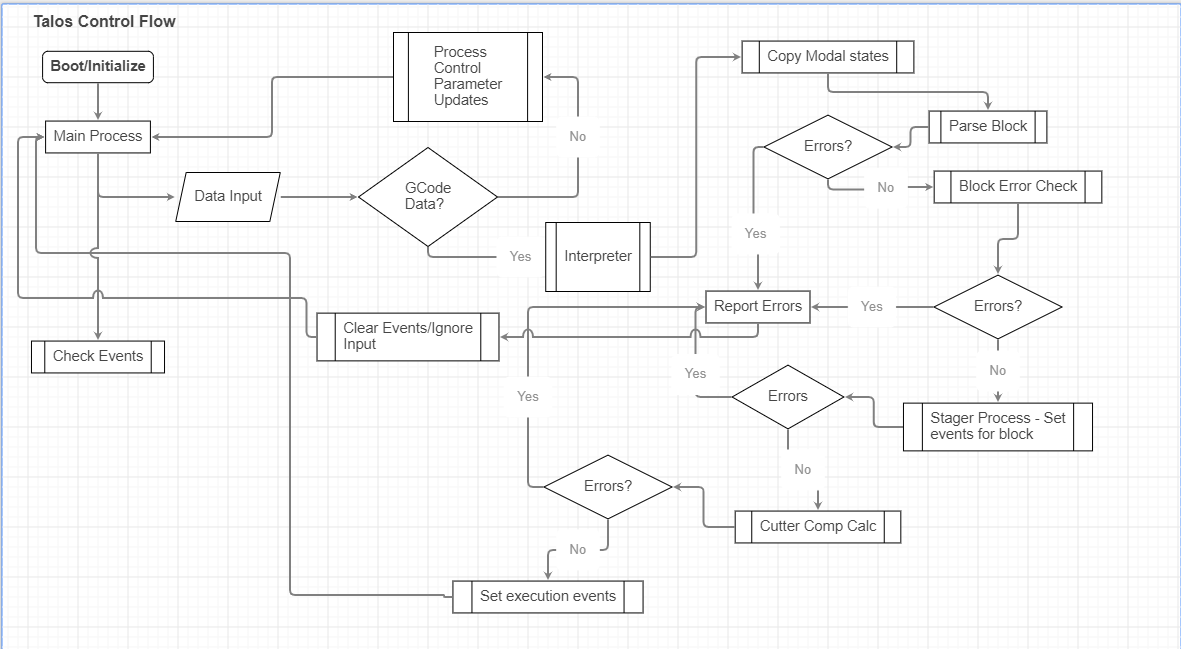 Talos Control Flow
Boot/Initialize
Process
Control
Parameter
Updates
Copy Modal states
Main Process
No
Parse Block
Errors?
Data Input
GCode
Data?
No
Block Error Check
Yes
Yes
Interpreter
Report Errors
Yes
Errors?
Clear Events/Ignore
Input
Check Events
Yes
No
Yes
Errors
Stager Process - Set
events for block
No
Errors?
Cutter Comp Calc
No
Set execution events